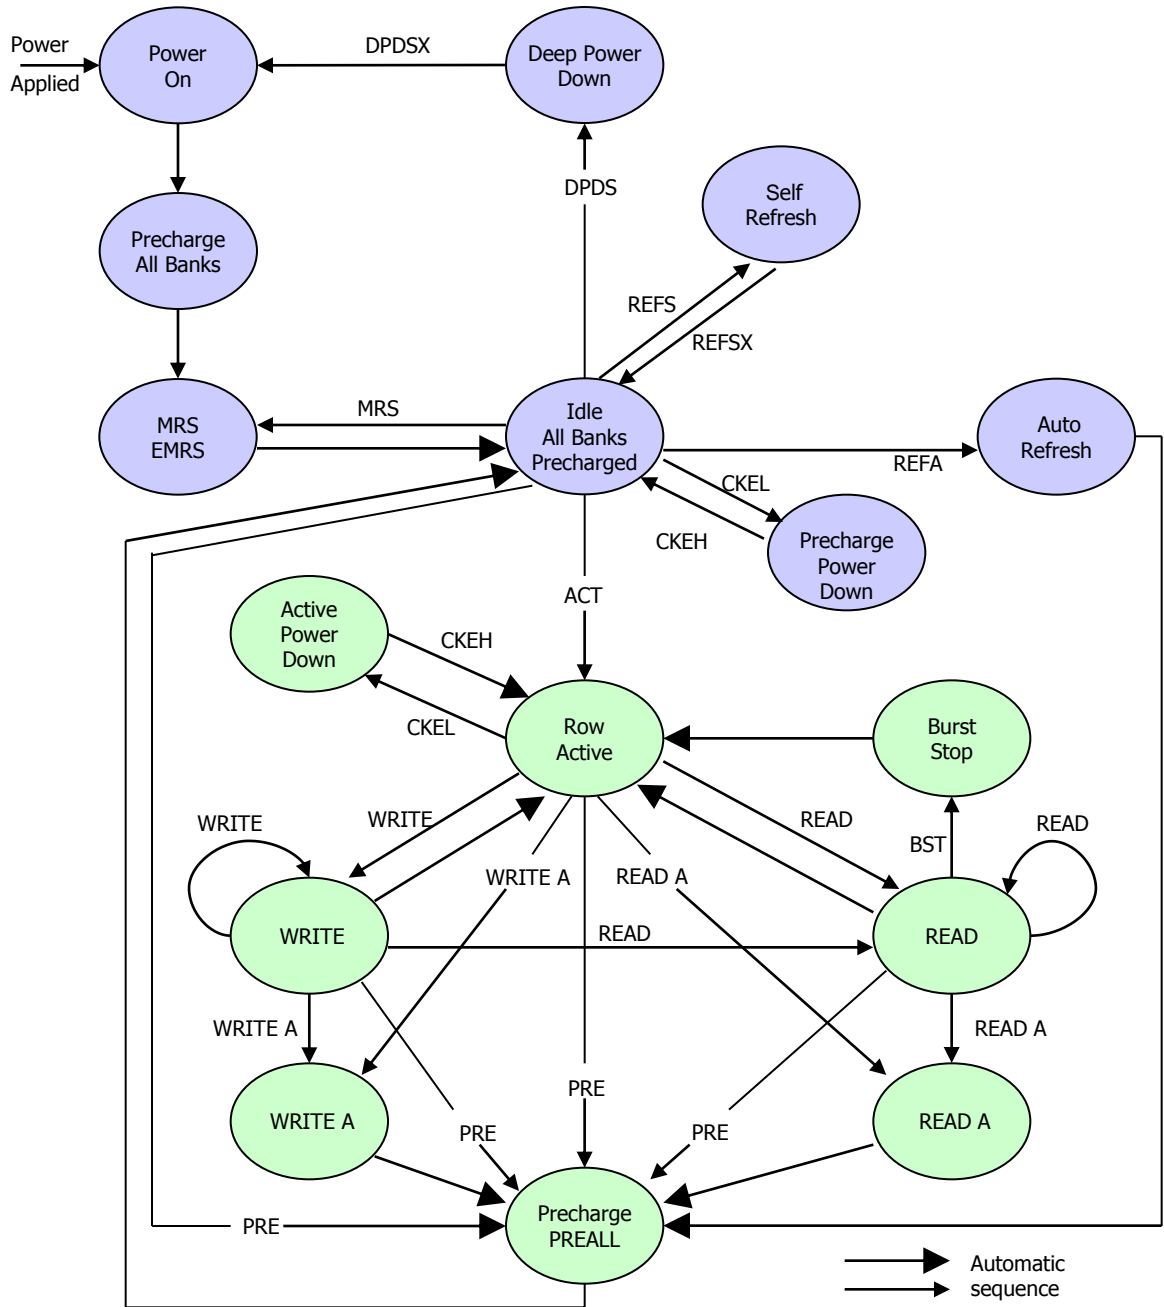 Power
Applied
Power
On
DPDSX
Deep Power
Down
DPDS
Self
Refresh
Precharge
All Banks
REFS
REFSX
MRS
EMRS
MRS
Idle
All Banks
Precharged
Auto
Refresh
REFA
CKEL
CKEH
Precharge
Power
Down
ACT
Active
Power
Down
CKEH
CKEL
Row
Active
Burst
Stop
WRITE
WRITE
READ
BST
READ
WRITE A
READ A
WRITE
READ
READ
WRITE A
READ A
WRITE A
PRE
PRE
PRE
READ A
PRE
Precharge
PREALL
Automatic
sequence